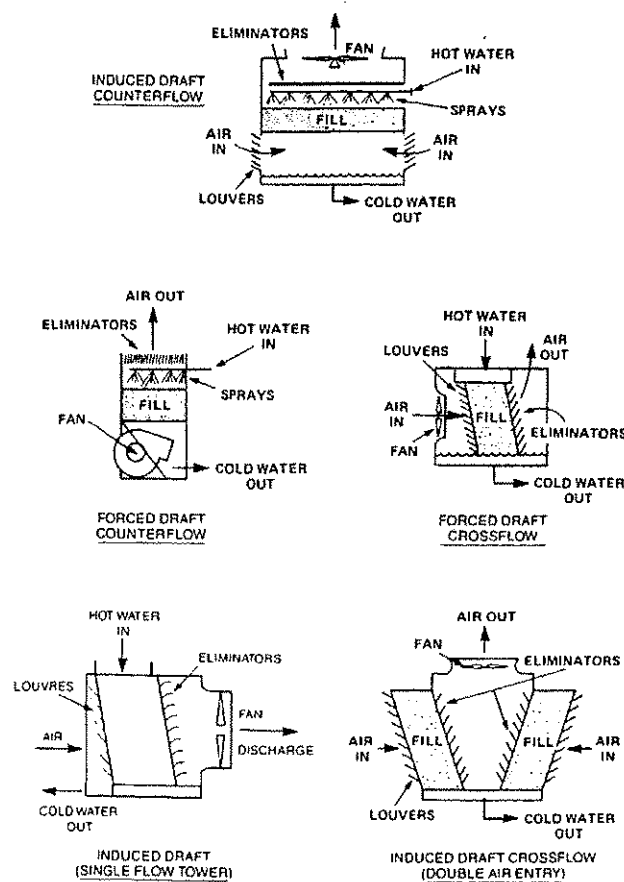 ELIMINATORS
FAN
HOT WATER
IN
INDUCED DRAFT
COUNTERFLOW
SPRAYS
FILL
AIR
IN
AIR
IN
LOUVERS
COLD WATER
OUT
AIR OUT
ELIMINATORS
HOT WATER
IN
SPRAYS
FILL
FAN
COLD WATER
OUT
FORCED DRAFT
COUNTERFLOW
HOT WATER
IN
AIR
OUT
LOUVERS
AIR
IN
FILL
FAN
ELIMINATORS
COLD WATER
OUT
FORCED DRAFT
CROSSFLOW
HOT WATER
IN
ELIMINATORS
LOUVRES
FAN
AIR
DISCHARGE
COLD WATER
OUT
INDUCED DRAFT
(SINGLE FLOW TOWER)
AIR OUT
FAN
ELIMINATORS
AIR
IN
FILL
FILL
AIR
IN
LOUVERS
COLD WATER
OUT
INDUCED DRAFT CROSSFLOW
(DOUBLE AIR ENTRY)